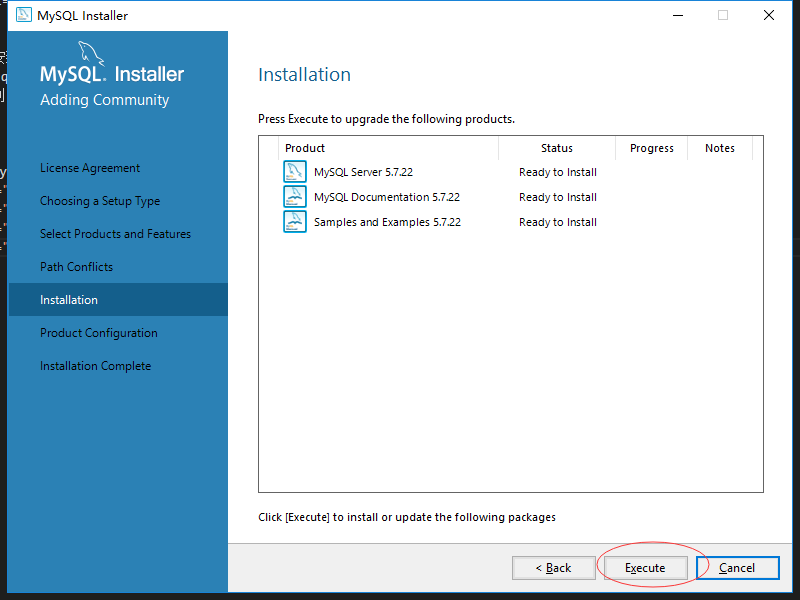 MySQL Installer
MySQL. Installer
Adding Community
License Agreement
Choosing a Setup Type
Select Products and Features
Path Conflicts
Installation
Product Configuration
Installation Complete
Installation
Press Execute to upgrade the following products.
Product Status Progress Notes
MySQL Server 5.7.22 Ready to Install
MySQL Documentation 5.7.22 Ready to Install
Samples and Examples 5.7.22 Ready to Install
Click [Execute] to install or update the following packages
< Back Execute Cancel